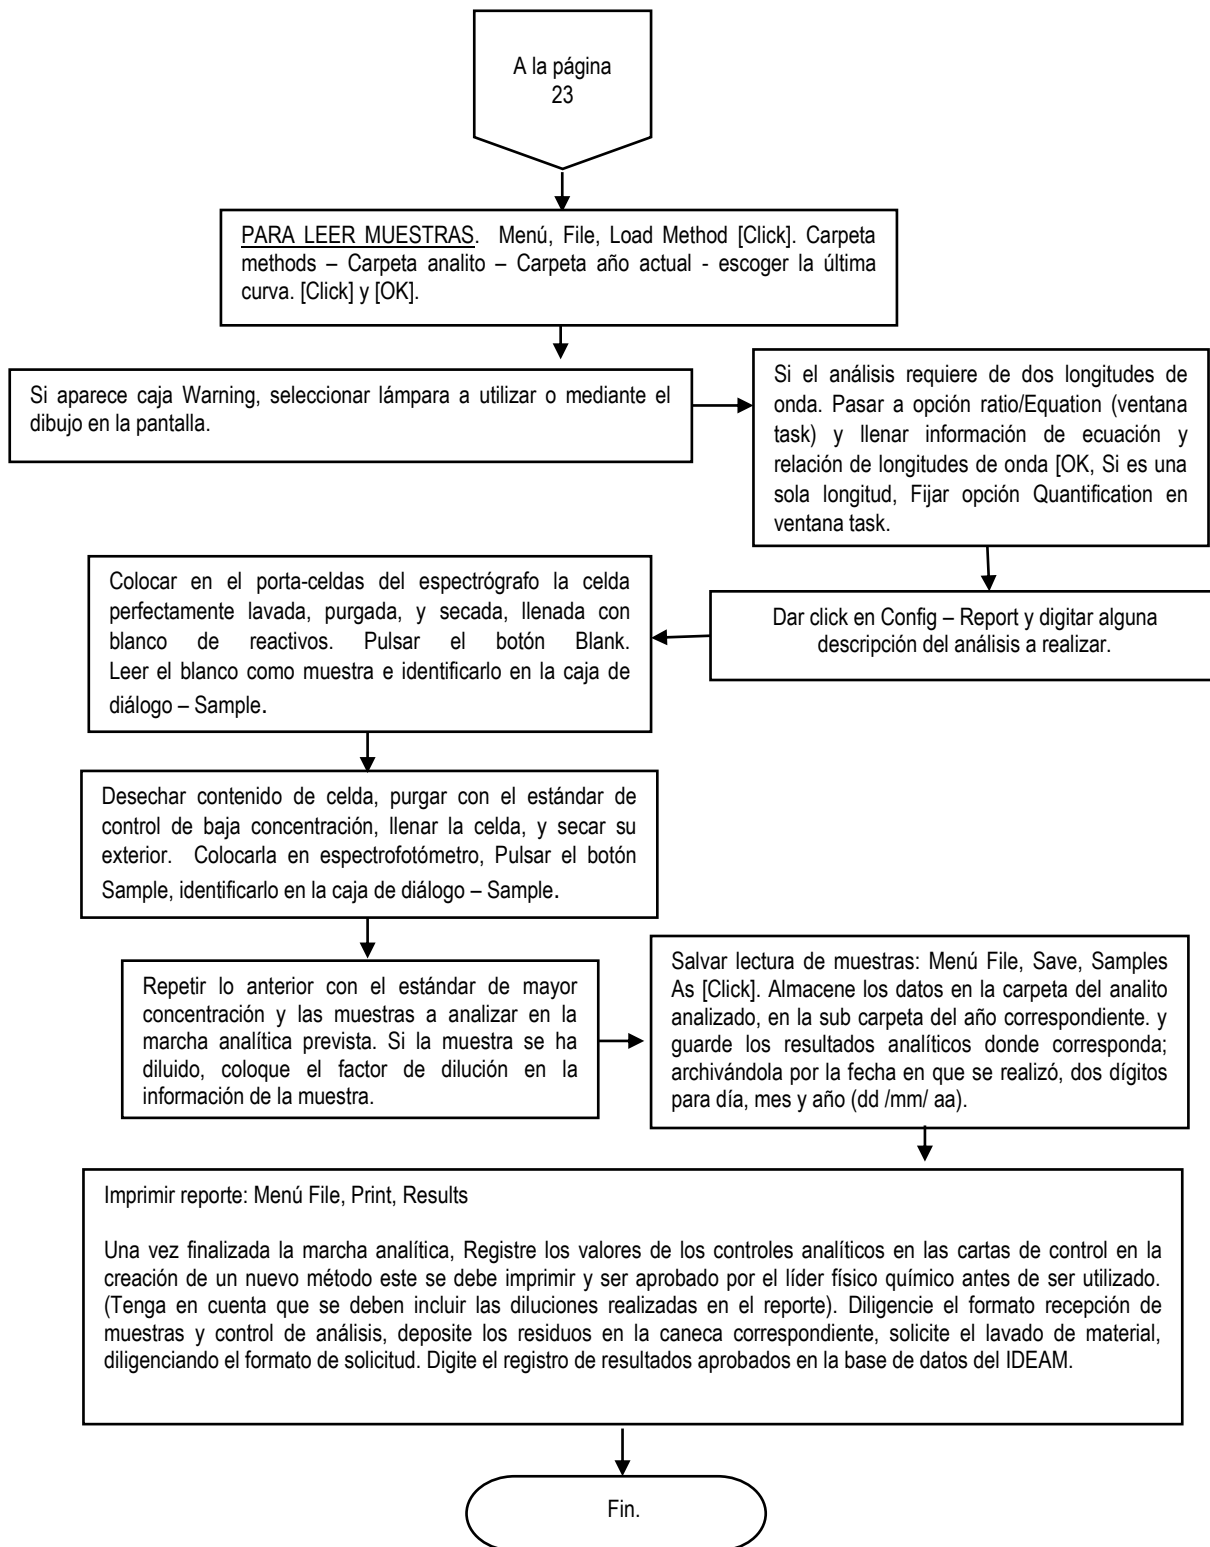 A la página
23
PARA LEER MUESTRAS. Menú, File, Load Method [Click]. Carpeta
methods – Carpeta analito – Carpeta año actual - escoger la última
curva. [Click] y [OK].
Si aparece caja Warning, seleccionar lámpara a utilizar o mediante el
dibujo en la pantalla.
Si el análisis requiere de dos longitudes de
onda. Pasar a opción ratio/Equation (ventana
task) y llenar información de ecuación y
relación de longitudes de onda [OK, Si es una
sola longitud, Fijar opción Quantification en
ventana task.
Dar click en Config – Report y digitar alguna
descripción del análisis a realizar.
Colocar en el porta-celdas del espectrógrafo la celda
perfectamente lavada, purgada, y secada, llenada con
blanco de reactivos. Pulsar el botón Blank.
Leer el blanco como muestra e identificarlo en la caja de
diálogo – Sample.
Desechar contenido de celda, purgar con el estándar de
control de baja concentración, llenar la celda, y secar su
exterior. Colocarla en espectrofotómetro, Pulsar el botón
Sample, identificarlo en la caja de diálogo – Sample.
Repetir lo anterior con el estándar de mayor
concentración y las muestras a analizar en la
marcha analítica prevista. Si la muestra se ha
diluido, coloque el factor de dilución en la
información de la muestra.
Salvar lectura de muestras: Menú File, Save, Samples
As [Click]. Almacene los datos en la carpeta del analito
analizado, en la sub carpeta del año correspondiente. y
guarde los resultados analíticos donde corresponda;
archivándola por la fecha en que se realizó, dos dígitos
para día, mes y año (dd /mm/ aa).
Imprimir reporte: Menú File, Print, Results
Una vez finalizada la marcha analítica, Registre los valores de los controles analíticos en las cartas de control en la
creación de un nuevo método este se debe imprimir y ser aprobado por el líder físico químico antes de ser utilizado.
(Tenga en cuenta que se deben incluir las diluciones realizadas en el reporte). Diligencie el formato recepción de
muestras y control de análisis, deposite los residuos en la caneca correspondiente, solicite el lavado de material,
diligenciando el formato de solicitud. Digite el registro de resultados aprobados en la base de datos del IDEAM.
Fin.